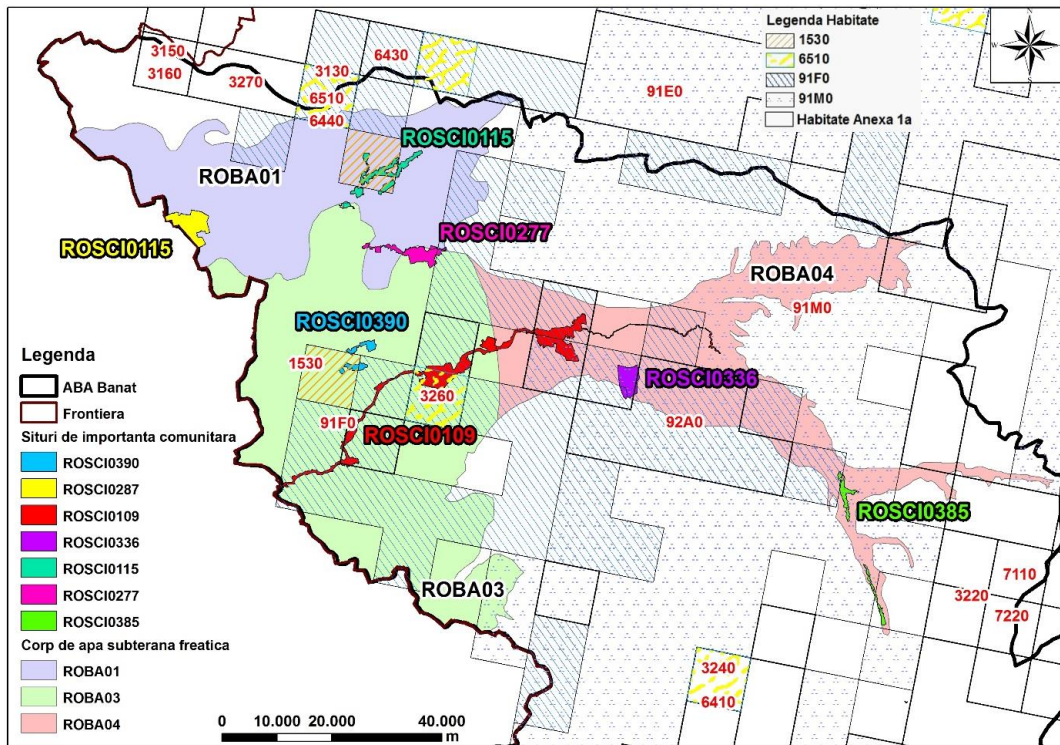 3150
3160
3270
3130
6510
6440
6430
91E0
Legenda Habitate
1530
6510
91F0
91M0
Habitate Anexa 1a
N
W
E
S
ROSCI0115
ROBA01
ROSCI0115
ROSCI0277
ROBA04
91M0
ROSCI0390
1530
3260
91F0
ROSCI0109
ROSCI0336
92A0
ROSCI0385
ROBA03
7110
3220
7220
3240
6410
Legenda
ABA Banat
Frontiera
Situri de importanta comunitara
ROSCI0390
ROSCI0287
ROSCI0109
ROSCI0336
ROSCI0115
ROSCI0277
ROSCI0385
Corp de apa subterana freatica
ROBA01
ROBA03
ROBA04
0 10.000 20.000 40.000
m